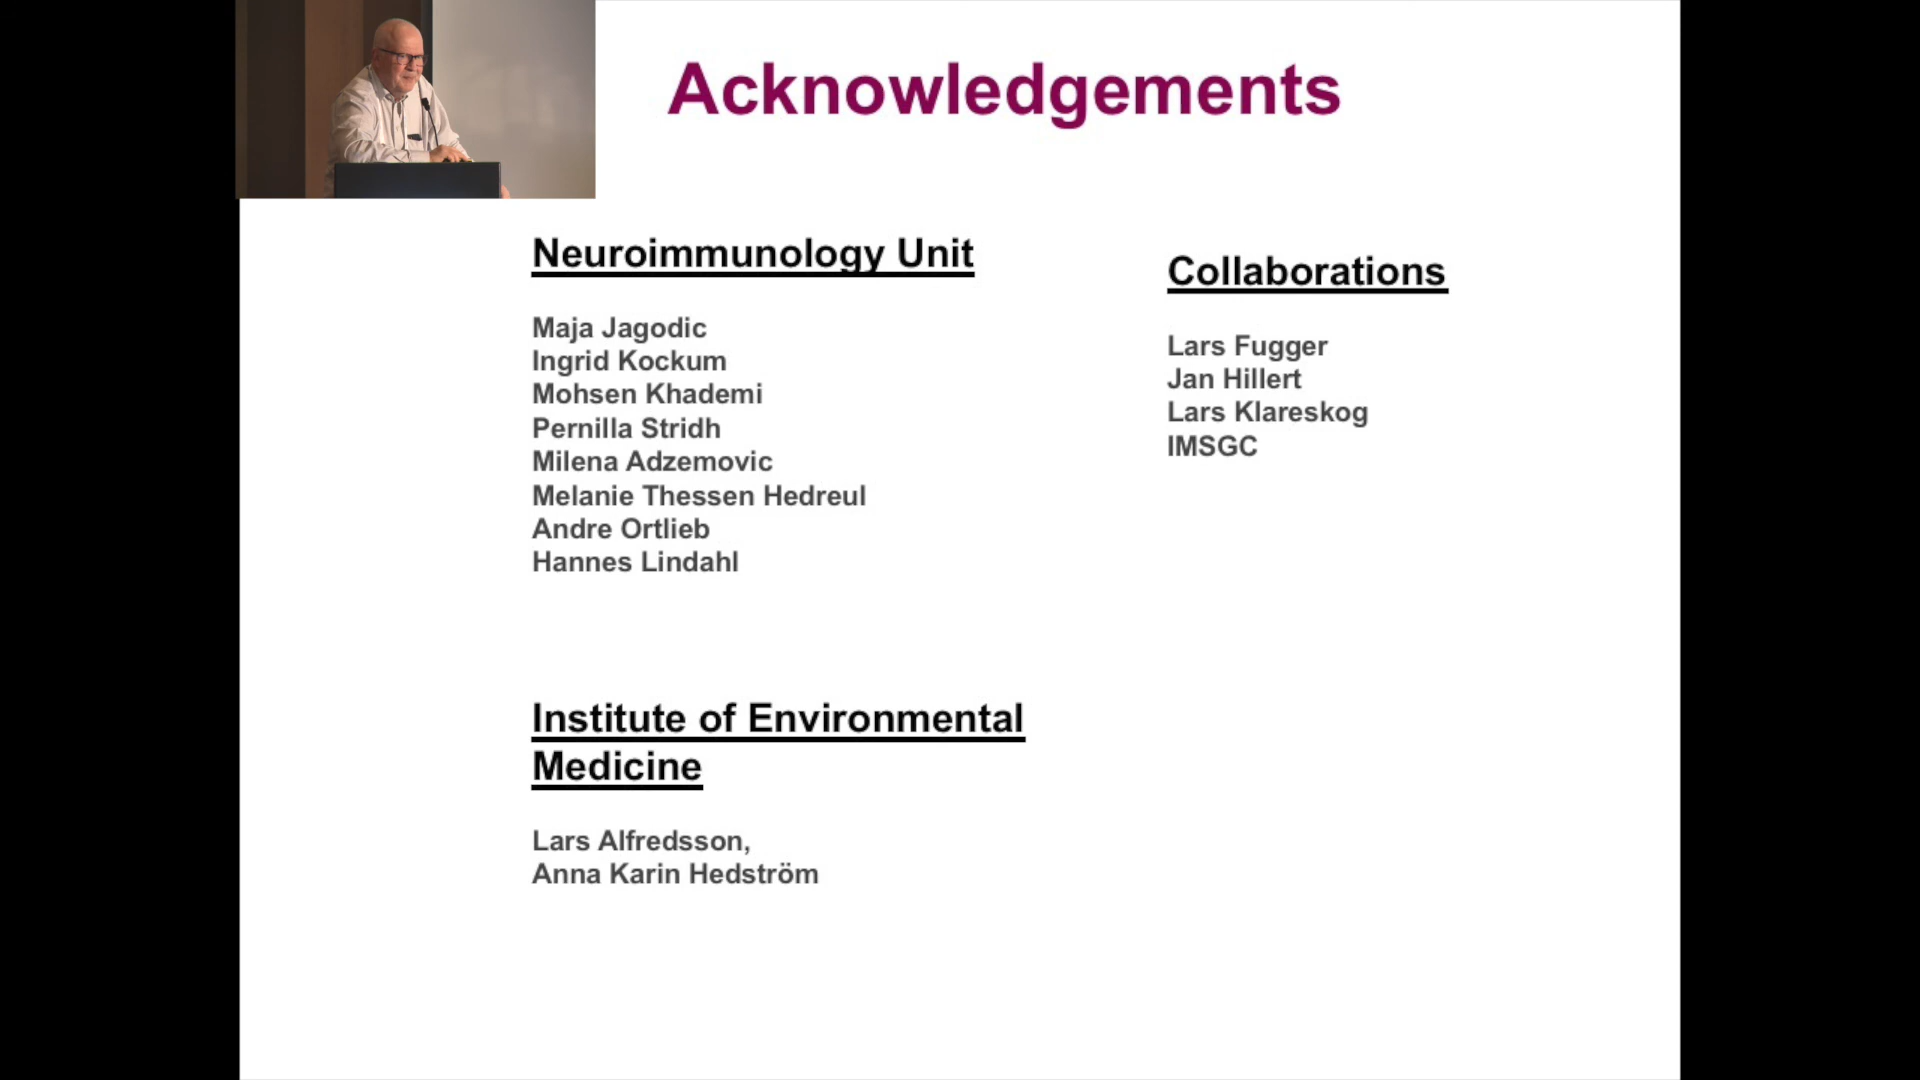 Acknowledgements
Neuroimmunology Unit
Maja Jagodic
Ingrid Kockum
Mohsen Khademi
Pernilla Stridh
Milena Adzemovic
Melanie Thessen Hedreul
Andre Ortlieb
Hannes Lindahl
Institute of Environmental
Medicine
Lars Alfredsson,
Anna Karin Hedström
Collaborations
Lars Fugger
Jan Hillert
Lars Klareskog
IMSGC